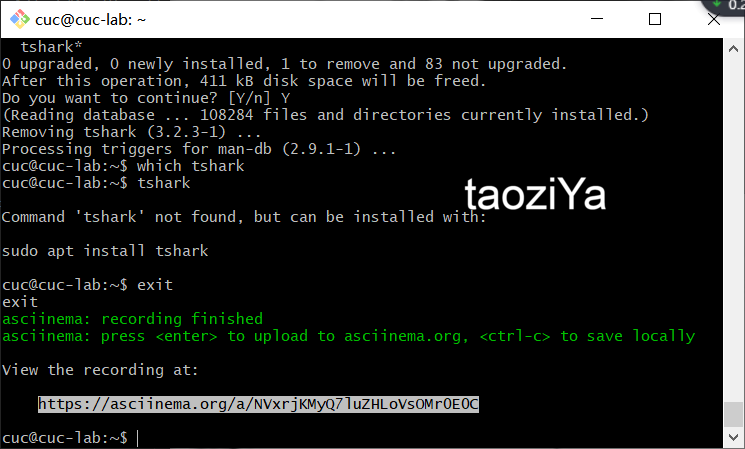 cuc@cuc-lab: ~
0.2
tshark*
0 upgraded, 0 newly installed, 1 to remove and 83 not upgraded.
After this operation, 411 kB disk space will be freed.
Do you want to continue? [Y/n] Y
(Reading database ... 108284 files and directories currently installed.)
Removing tshark (3.2.3-1) ...
Processing triggers for man-db (2.9.1-1) ...
cuc@cuc-lab:~$ which tshark
cuc@cuc-lab:~$ tshark
taoziYa
Command 'tshark' not found, but can be installed with:
sudo apt install tshark
cuc@cuc-lab:~$ exit
exit
asciinema: recording finished
asciinema: press <enter> to upload to asciinema.org, <ctrl-c> to save locally
View the recording at:
https://asciinema.org/a/NVxrjKMyQ7luZHLoVsOMrOEOC
cuc@cuc-lab:~$